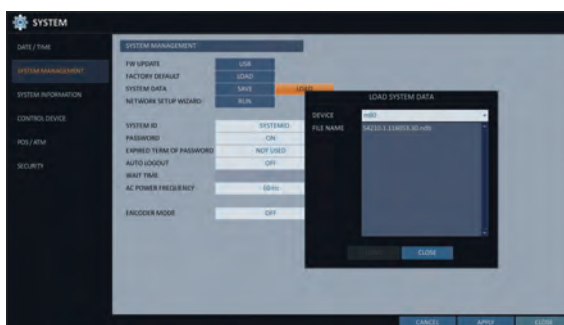 SYSTEM
DATE / TIME
SYSTEM MANAGEMENT
SYSTEM INFORMATION
CONTROL DEVICE
POS / ATM
SECURITY
SYSTEM MANAGEMENT
FW UPDATE USB
FACTORY DEFAULT LOAD
SYSTEM DATA SAVE LOAD
NETWORK SETUP WIZARD RUN
SYSTEM ID SYSTEMID
PASSWORD ON
EXPIRED TERM OF PASSWORD NOT USED
AUTO LOGOUT OFF
WAIT TIME
AC POWER FREQUENCY 60Hz
ENCODER MODE OFF
LOAD SYSTEM DATA
DEVICE
FILE NAME
CLOSE
CANCEL APPLY CLOSE